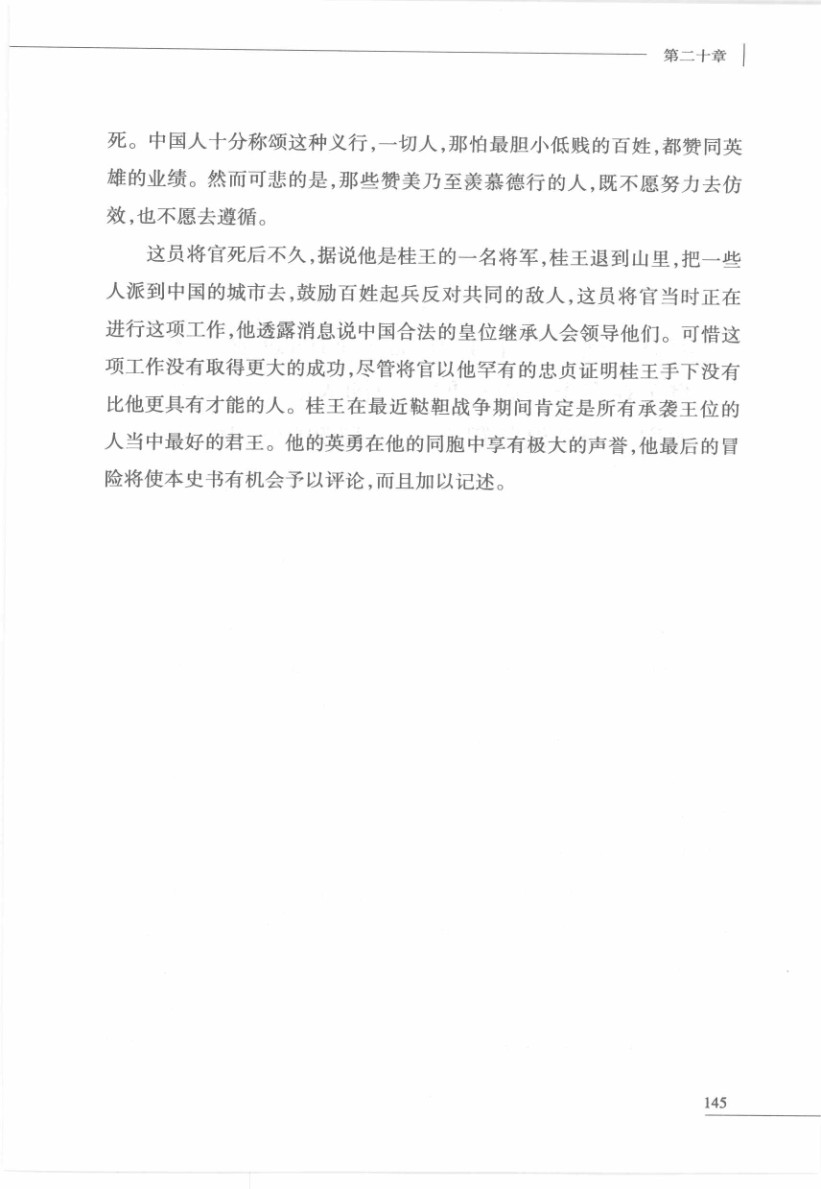 第二十章
死。中国人十分称颂这种义行,一切人,那怕最胆小低贱的百姓,都赞同英
雄的业绩。然而可悲的是,那些赞美乃至羡慕德行的人,既不愿努力去仿
效,也不愿去遵循。
这员将官死后不久,据说他是桂王的一名将军,桂王退到山里,把一些
人派到中国的城市去,鼓励百姓起兵反对共同的敌人,这员将官当时正在
进行这项工作,他透露消息说中国合法的皇位继承人会领导他们。可惜这
项工作没有取得更大的成功,尽管将官以他罕有的忠贞证明桂王手下没有
比他更具有才能的人。桂王在最近鞑靼战争期间肯定是所有承袭王位的
人当中最好的君王。他的英勇在他的同胞中享有极大的声誉,他最后的冒
险将使本史书有机会予以评论,而且加以记述。
145